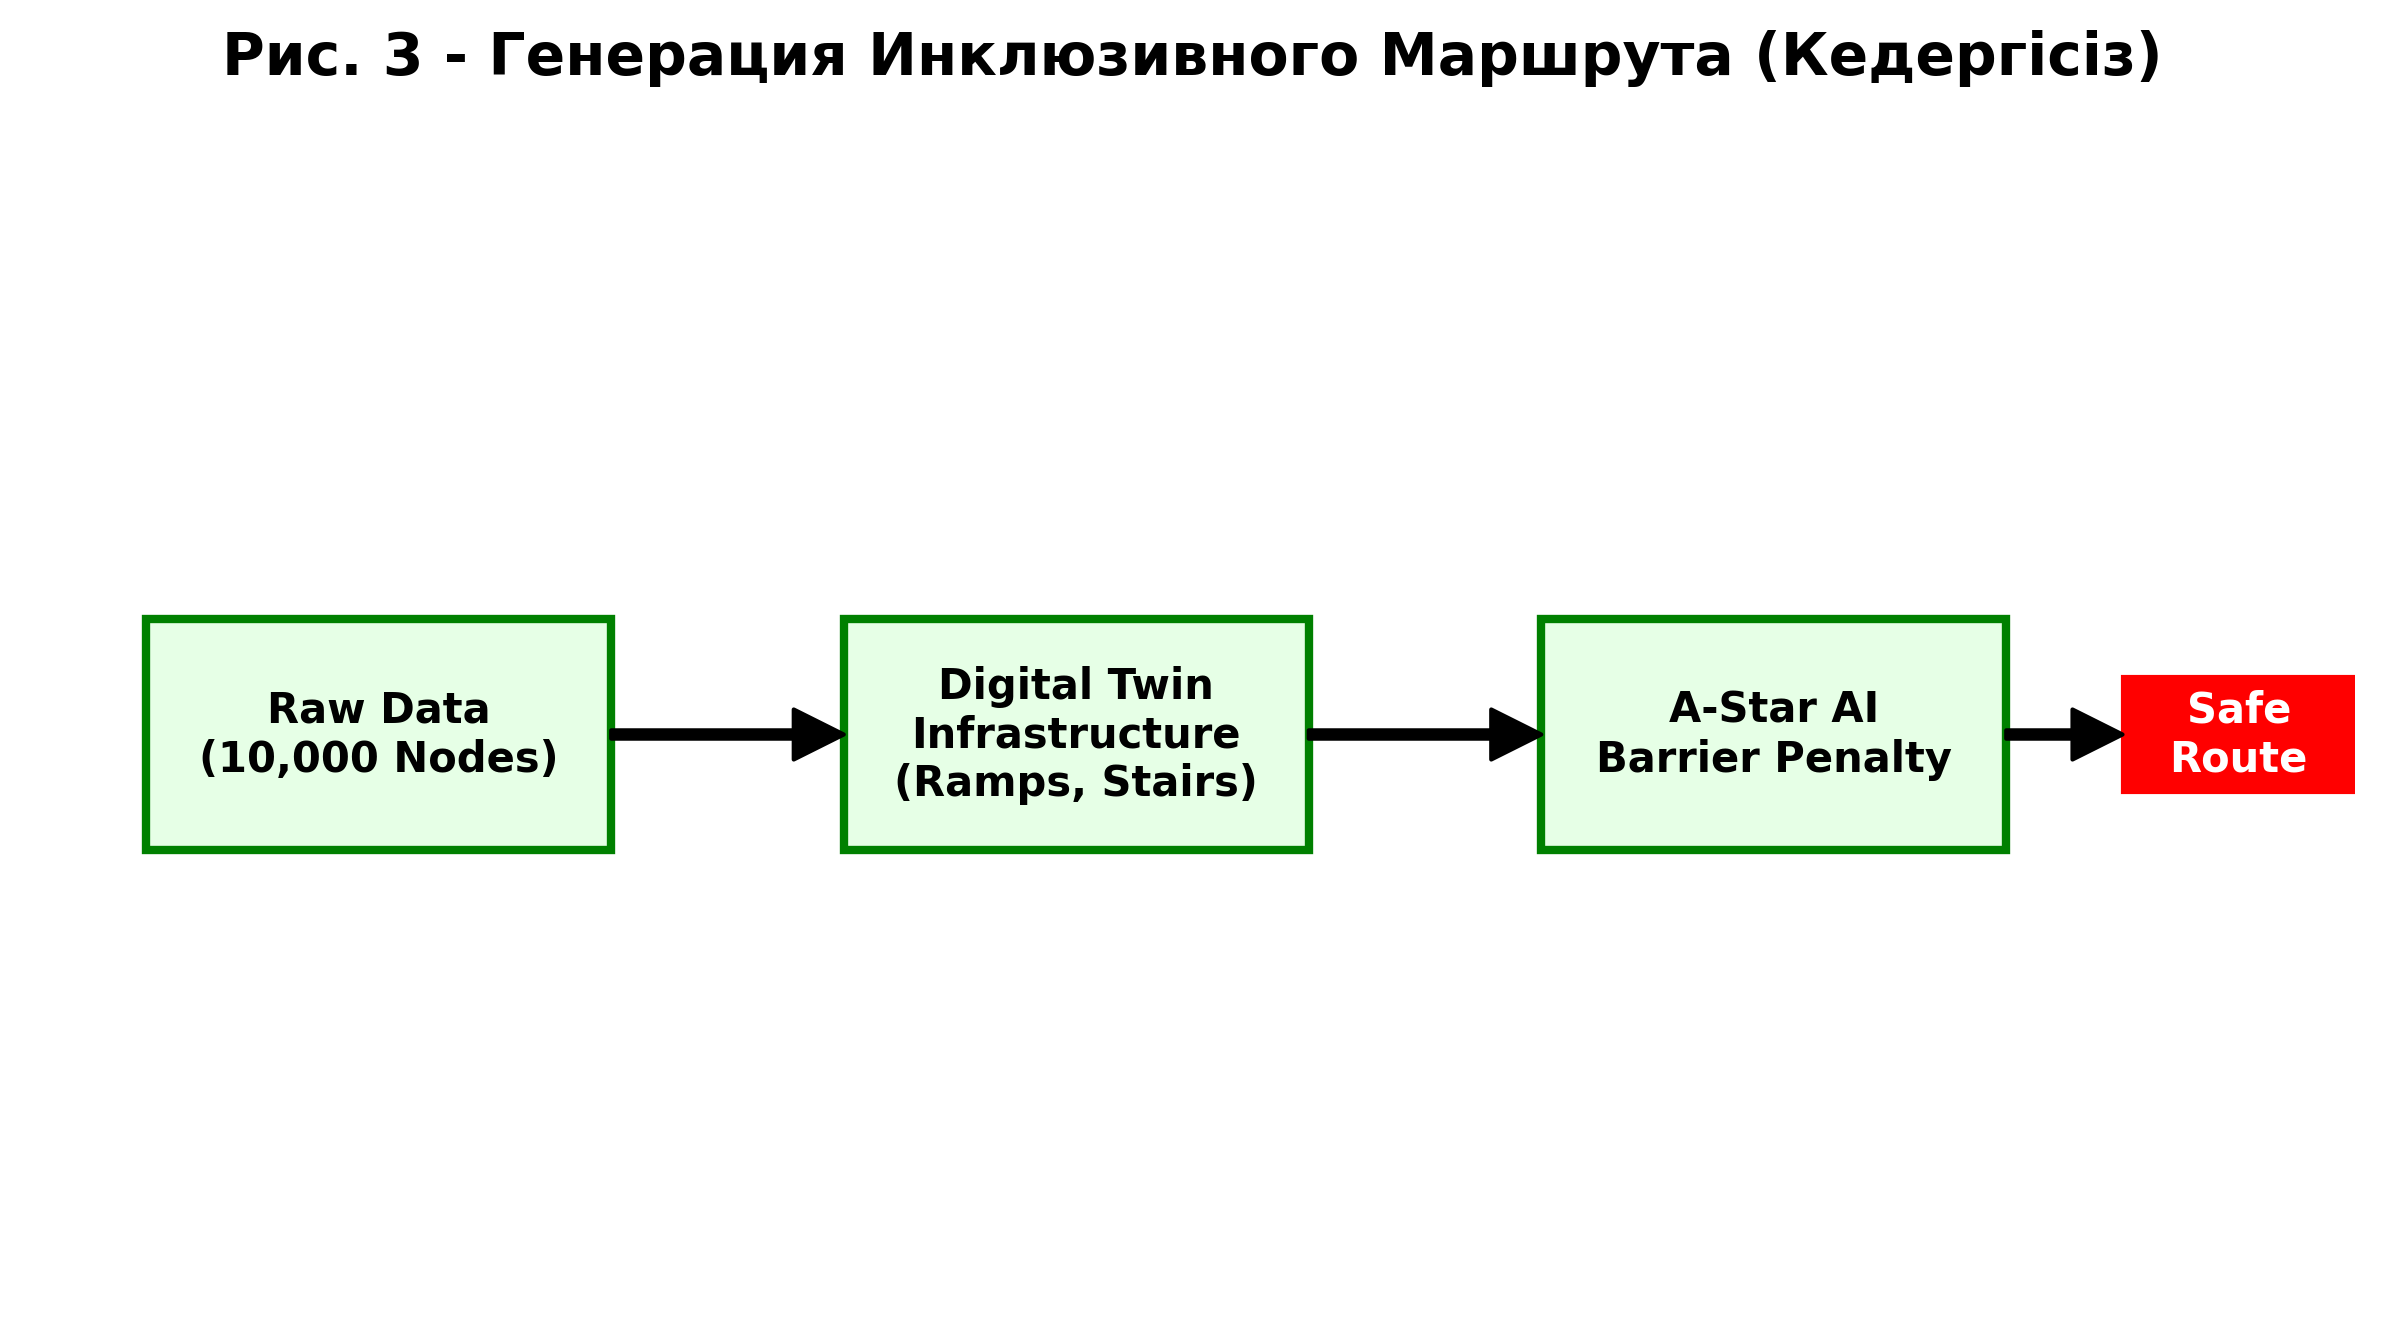 Рис. 3 - Генерация Инклюзивного Маршрута (Кедергісіз)
Raw Data
(10,000 Nodes)
Digital Twin
Infrastructure
(Ramps, Stairs)
A-Star AI
Barrier Penalty
Safe
Route